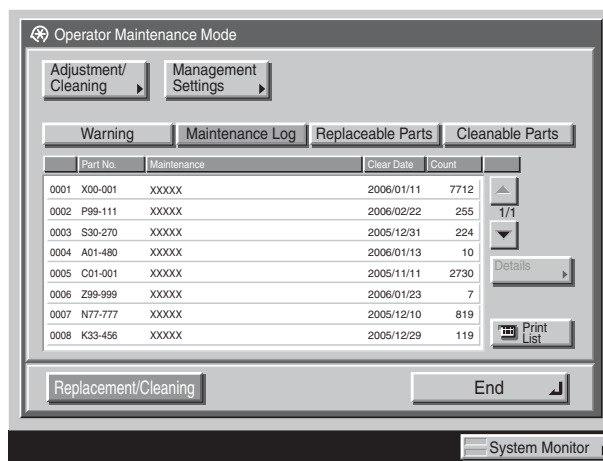 Operator Maintenance Mode
Adjustment/
Cleaning
Management
Settings
Warning Maintenance Log Replaceable Parts Cleanable Parts
Part No. Maintenance Clear Date Count
0001 X00-001 XXXXX 2006/01/11 7712
0002 P99-111 XXXXX 2006/02/22 255
1/1
0003 S30-270 XXXXX 2005/12/31 224
0004 A01-480 XXXXX 2006/01/13 10
0005 C01-001 XXXXX 2005/11/11 2730
Details
0006 Z99-999 XXXXX 2006/01/23 7
0007 N77-777 XXXXX 2005/12/10 819
0008 K33-456 XXXXX 2005/12/29 119
Print
List
Replacement/Cleaning End
System Monitor